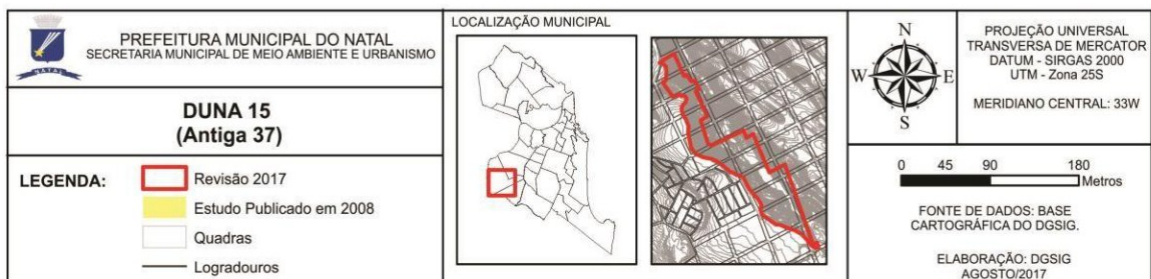 PREFEITURA MUNICIPAL DO NATAL
SECRETARIA MUNICIPAL DE MEIO AMBIENTE E URBANISMO
NATAL
DUNA 15
(Antiga 37)
LEGENDA:
Revisão 2017
Estudo Publicado em 2008
Quadras
Logradouros
LOCALIZAÇÃO MUNICIPAL
N
W E
S
PROJEÇÃO UNIVERSAL
TRANSVERSA DE MERCATOR
DATUM - SIRGAS 2000
UTM - Zona 25S
MERIDIANO CENTRAL: 33W
0 45 90 180
Metros
FONTE DE DADOS: BASE
CARTOGRÁFICA DO DGSIG.
ELABORAÇÃO: DGSIG
AGOSTO/2017